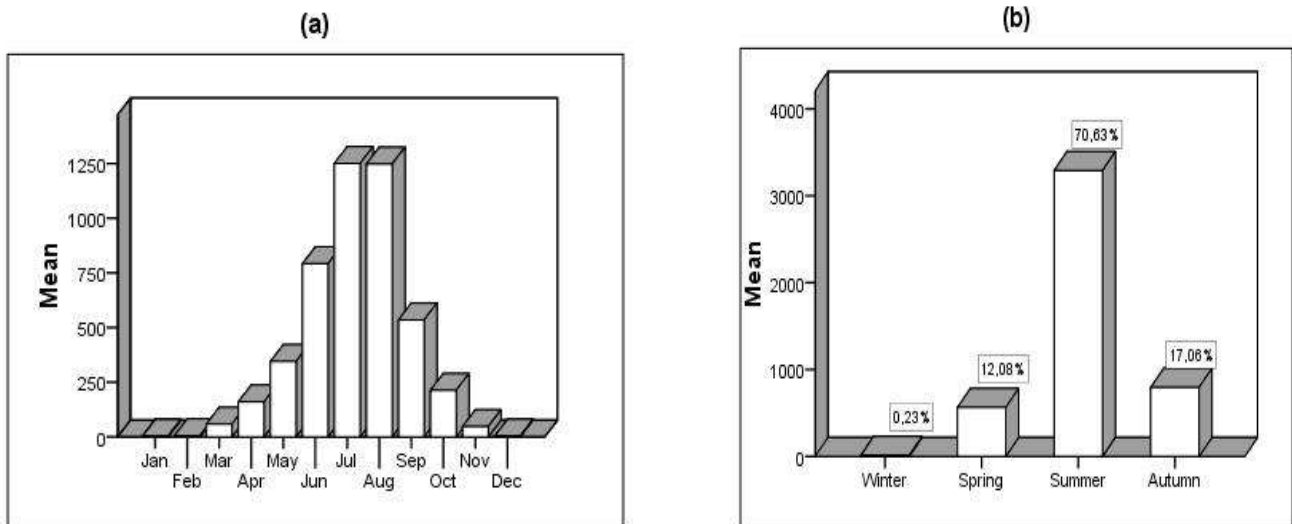 (a)
Mean
1250
1000
750
500
250
0
Jan
Feb
Mar
Apr
May
Jun
Jul
Aug
Sep
Oct
Nov
Dec
(b)
Mean
4000
3000
2000
1000
0
0,23%
12,08%
70,63%
17,06%
Winter
Spring
Summer
Autumn